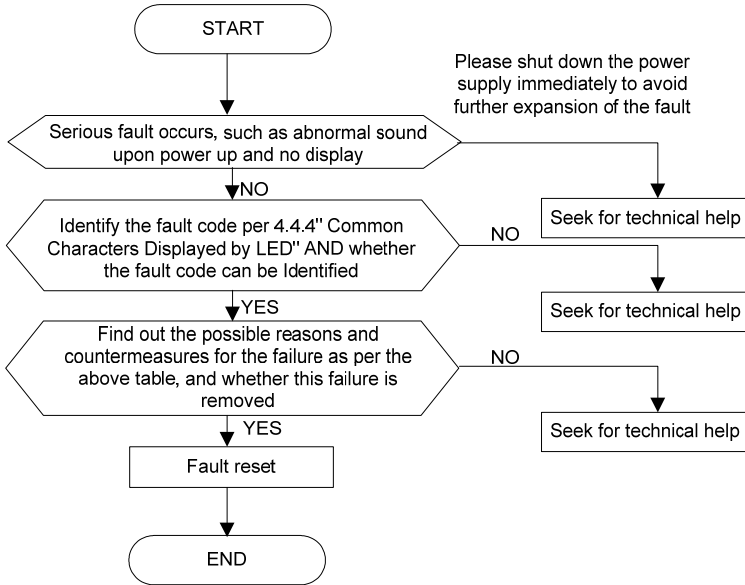 START
Please shut down the power
supply immediately to avoid
further expansion of the fault
Serious fault occurs, such as abnormal sound
upon power up and no display
NO
Seek for technical help
Identify the fault code per 4.4.4" Common
Characters Displayed by LED" AND whether
the fault code can be Identified
NO
Seek for technical help
YES
Find out the possible reasons and
countermeasures for the failure as per the
above table, and whether this failure is
removed
NO
Seek for technical help
YES
Fault reset
END